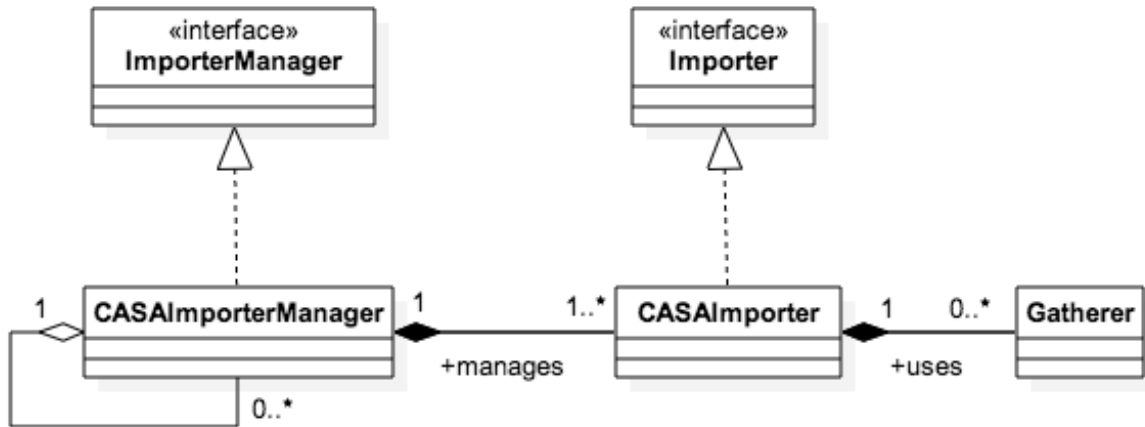 «interface»
ImporterManager
«interface»
Importer
1
CASAImporterManager
1
1..*
CASAImporter
1
0..*
Gatherer
+manages
+uses
0..*